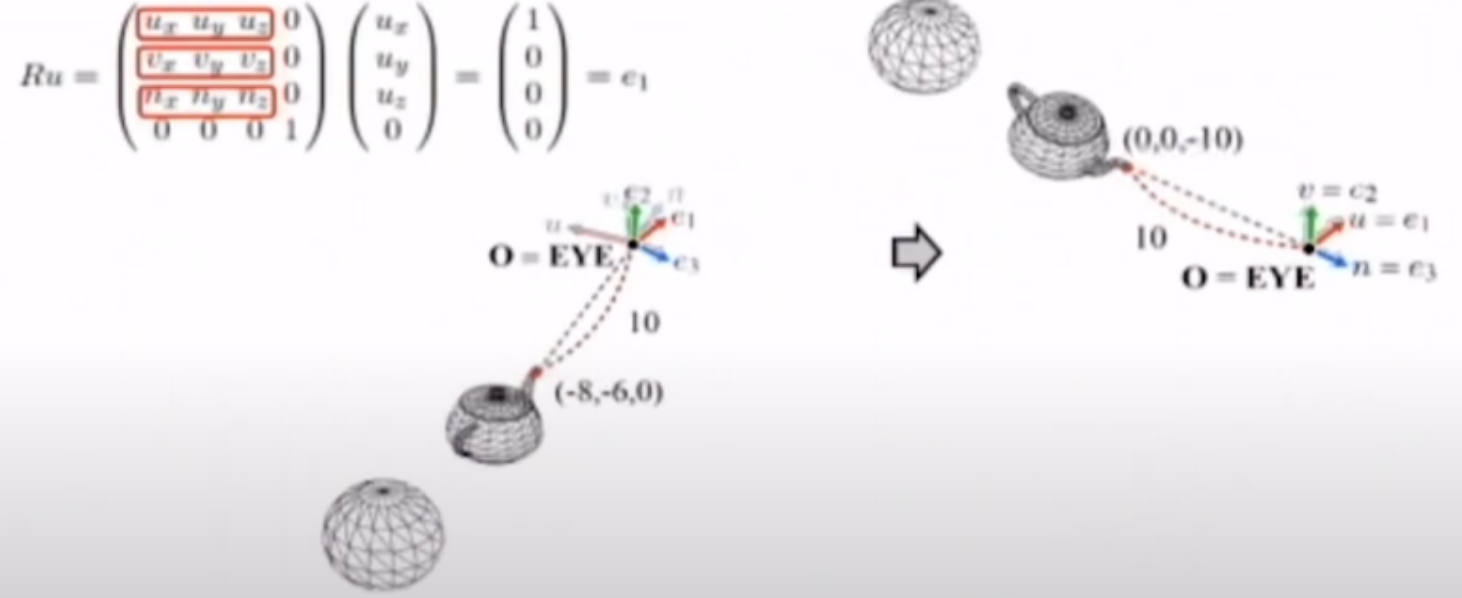 Ru = ( u_x u_y u_z 0 ) ( u_x ) = ( 1 ) = e_1
( v_x v_y v_z 0 ) ( u_y ) ( 0 )
( n_x n_y n_z 0 ) ( u_z ) ( 0 )
( 0 0 0 1 ) ( 0 ) ( 0 )
v e2 n
u e1
O = EYE e3
10
(-8,-6,0)
(0,0,-10)
v = e2
10 u = e1
O = EYE n = e3